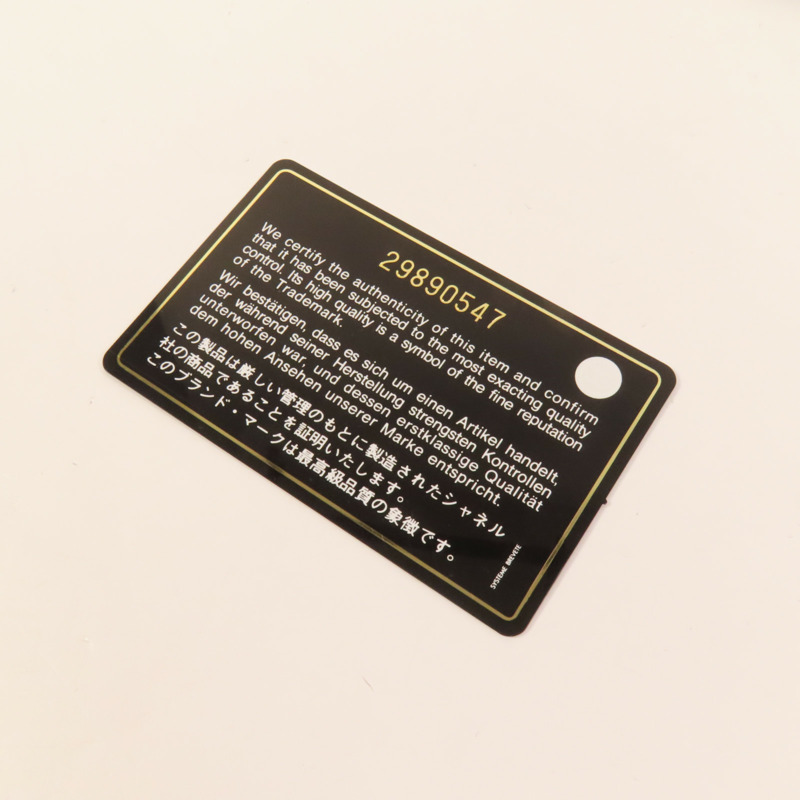 29890547
We certify the authenticity of this item and confirm
that it has been subjected to the most exacting quality
control. Its high quality is a symbol of the fine reputation
of the Trademark.
Wir bestätigen, dass es sich um einen Artikel handelt,
der während seiner Herstellung strengsten Kontrollen
unterworfen war, und dessen erstklassige Qualität
dem hohen Ansehen unserer Marke entspricht.
この製品は厳しい管理のもとに製造されたシャネル
社の商品であることを証明いたします。
このブランド・マークは最高級品質の象徴です。
SYSTEME BREVETE